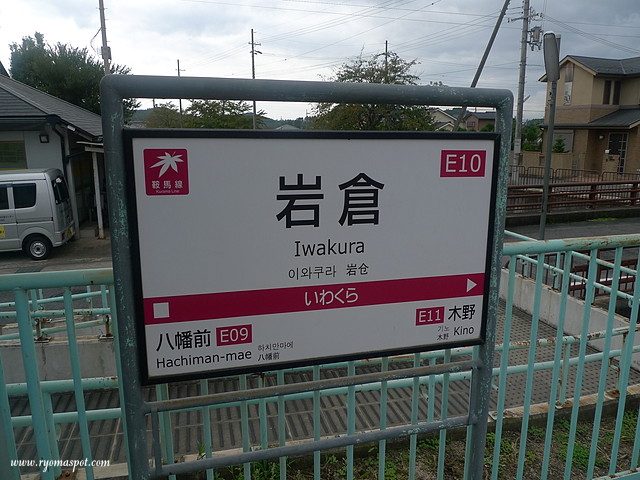 鞍馬線
Kurama Line
E10
岩倉
Iwakura
이와쿠라 岩仓
いわくら
八幡前 E09
Hachiman-mae
하치만마에
八幡前
E11 木野
기노
木野
Kino
www.ryomaspot.com